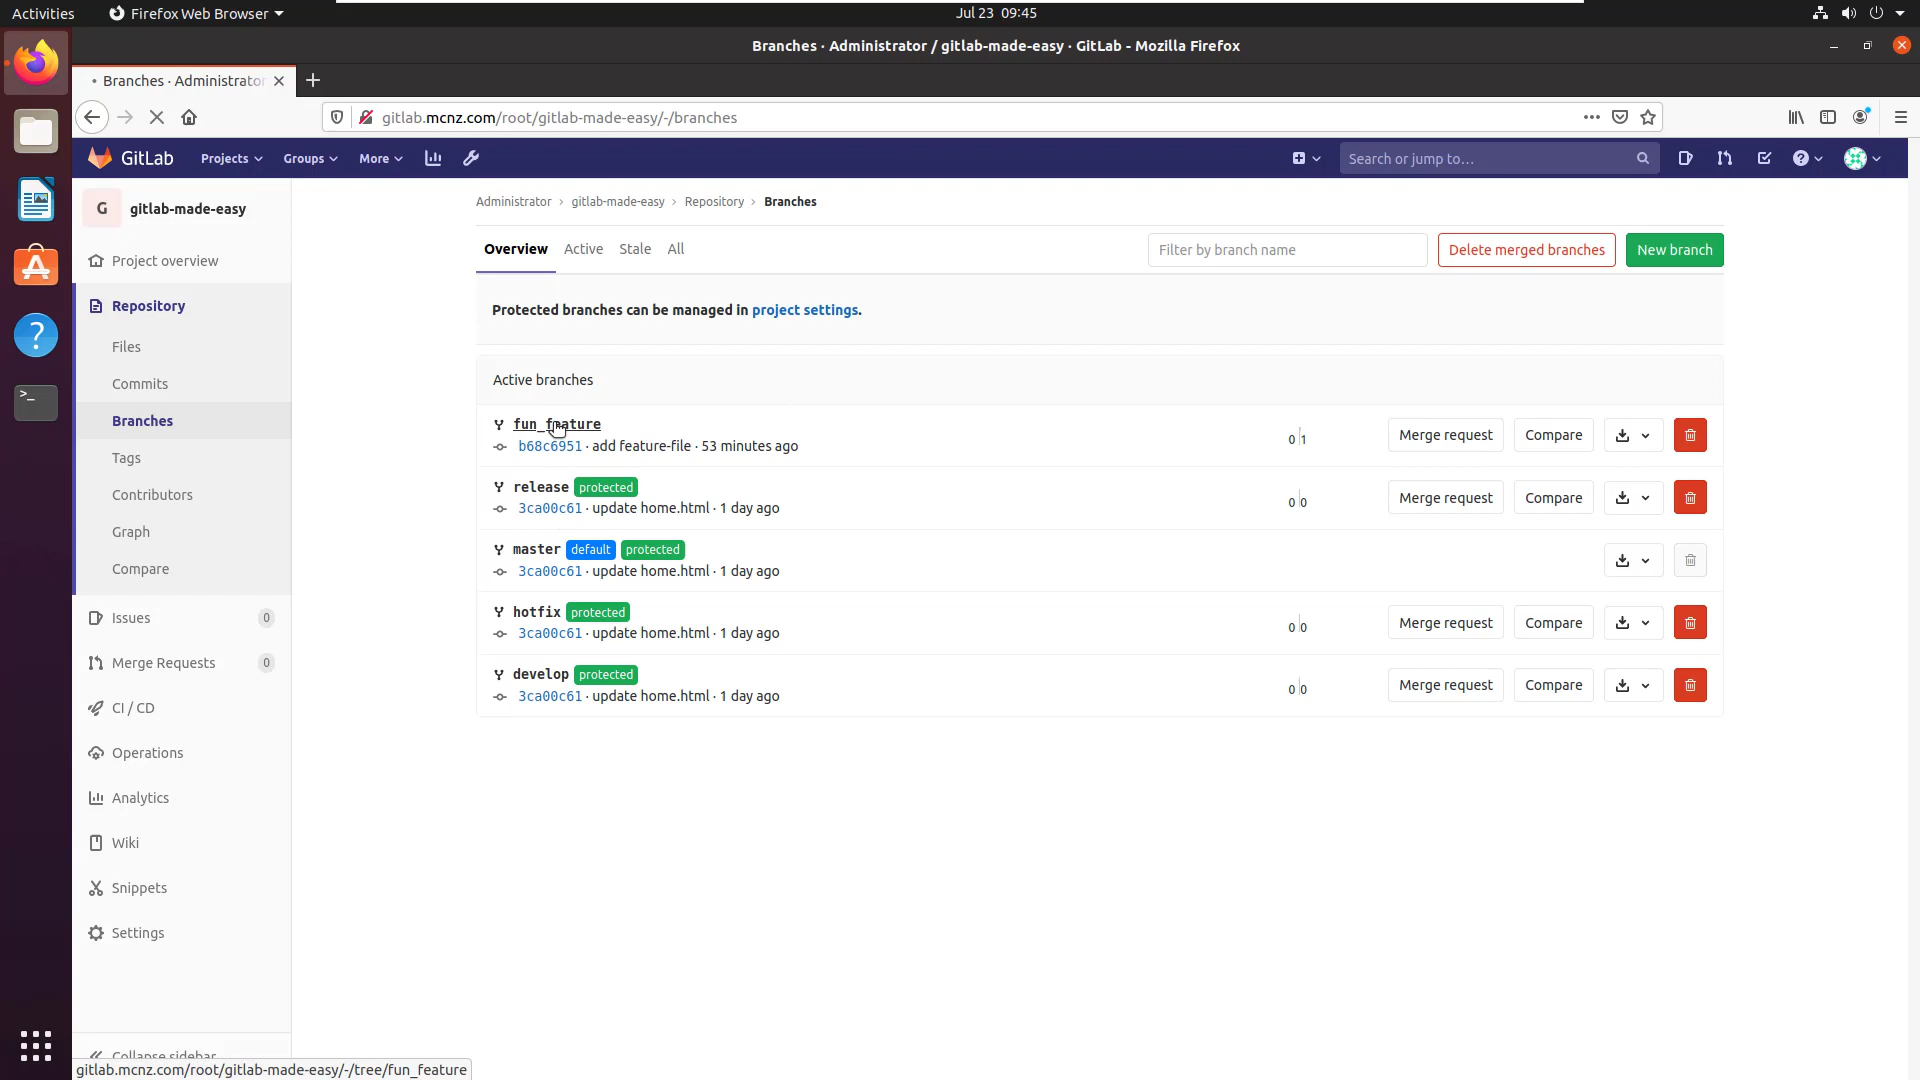 Activities Firefox Web Browser Jul 23 09:45
Branches · Administrator / gitlab-made-easy · GitLab - Mozilla Firefox
• Branches · Administrator
gitlab.mcnz.com/root/gitlab-made-easy/-/branches
GitLab Projects Groups More Search or jump to…
G gitlab-made-easy
Project overview
Repository
Files
Commits
Branches
Tags
Contributors
Graph
Compare
Issues 0
Merge Requests 0
CI / CD
Operations
Analytics
Wiki
Snippets
Settings
Collapse sidebar
Administrator › gitlab-made-easy › Repository › Branches
Overview Active Stale All Filter by branch name Delete merged branches New branch
Protected branches can be managed in project settings.
Active branches
fun_feature
b68c6951 · add feature-file · 53 minutes ago
0 1 Merge request Compare
release protected
3ca00c61 · update home.html · 1 day ago
0 0 Merge request Compare
master default protected
3ca00c61 · update home.html · 1 day ago
hotfix protected
3ca00c61 · update home.html · 1 day ago
0 0 Merge request Compare
develop protected
3ca00c61 · update home.html · 1 day ago
0 0 Merge request Compare
gitlab.mcnz.com/root/gitlab-made-easy/-/tree/fun_feature